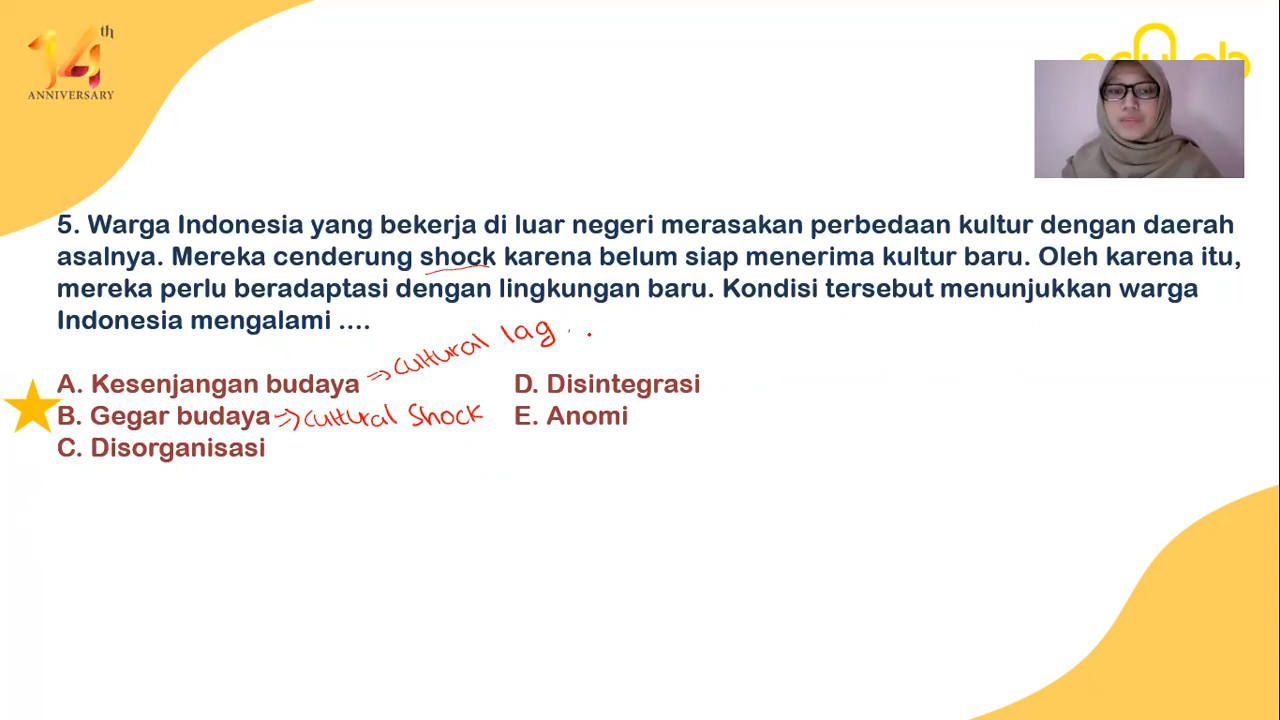 14th
ANNIVERSARY
5. Warga Indonesia yang bekerja di luar negeri merasakan perbedaan kultur dengan daerah
asalnya. Mereka cenderung shock karena belum siap menerima kultur baru. Oleh karena itu,
mereka perlu beradaptasi dengan lingkungan baru. Kondisi tersebut menunjukkan warga
Indonesia mengalami ....
A. Kesenjangan budaya => cultural lag . .
B. Gegar budaya => cultural Shock
C. Disorganisasi
D. Disintegrasi
E. Anomi